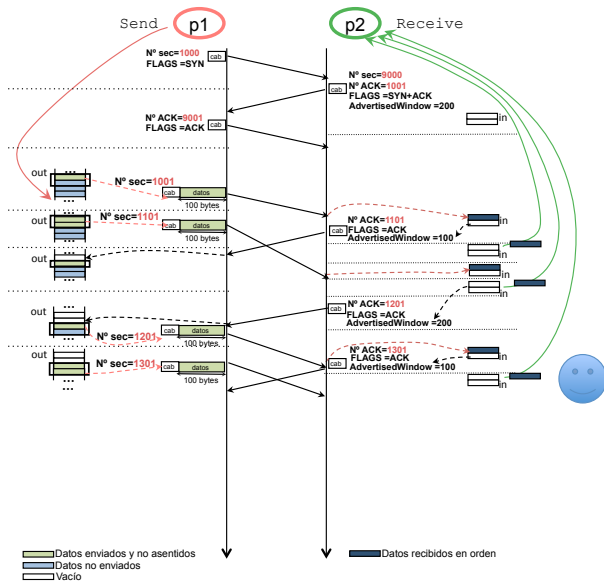 Send
p1
p2
Receive
Nº sec=1000
FLAGS =SYN
cab
Nº sec=9000
Nº ACK=1001
FLAGS =SYN+ACK
AdvertisedWindow =200
cab
in
Nº ACK=9001
FLAGS=ACK
cab
out
...
...
Nº sec=1001
cab
datos
100 bytes
out
...
Nº sec=1101
cab
datos
100 bytes
Nº ACK=1101
FLAGS=ACK
AdvertisedWindow =100
cab
in
in
out
...
...
in
in
Nº ACK=1201
FLAGS=ACK
AdvertisedWindow =200
cab
out
...
...
Nº sec=1201
cab
datos
100 bytes
Nº ACK=1301
FLAGS=ACK
AdvertisedWindow =100
cab
in
out
...
Nº sec=1301
cab
datos
100 bytes
in
Datos enviados y no asentidos
Datos no enviados
Vacío
Datos recibidos en orden